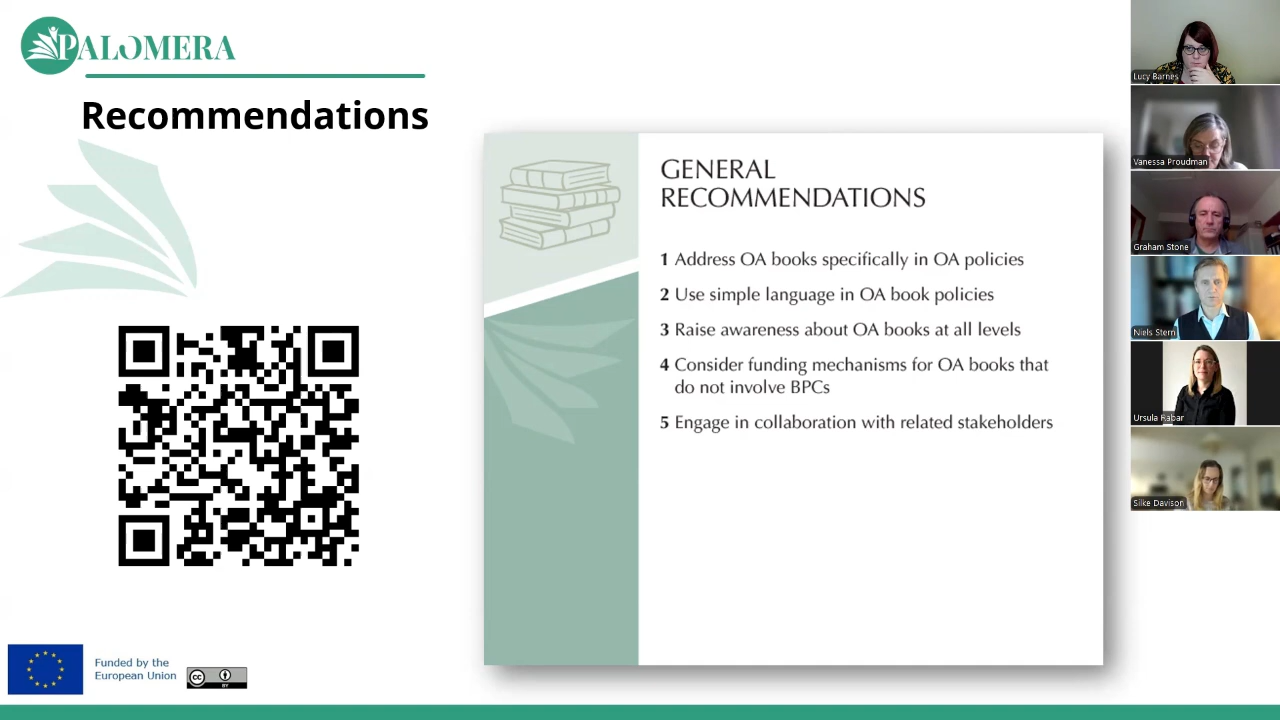 PALOMERA
Recommendations
GENERAL
RECOMMENDATIONS
1 Address OA books specifically in OA policies
2 Use simple language in OA book policies
3 Raise awareness about OA books at all levels
4 Consider funding mechanisms for OA books that
do not involve BPCs
5 Engage in collaboration with related stakeholders
Funded by the
European Union
cc
BY
Lucy Barnes
Vanessa Proudman
Graham Stone
Niels Stern
Ursula Rabar
Silke Davison